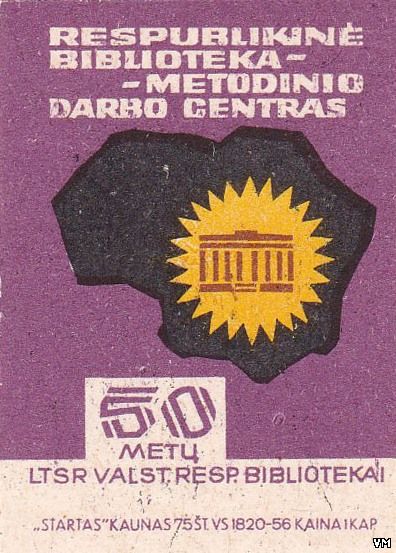 RESPUBLIKINĖ
BIBLIOTEKA-
-METODINIO
DARBO CENTRAS
50
METŲ
LTSR VALST. RESP. BIBLIOTEKAI
„STARTAS" KAUNAS 75 ŠT. VS 1820-56 KAINA 1 KAP.
VM